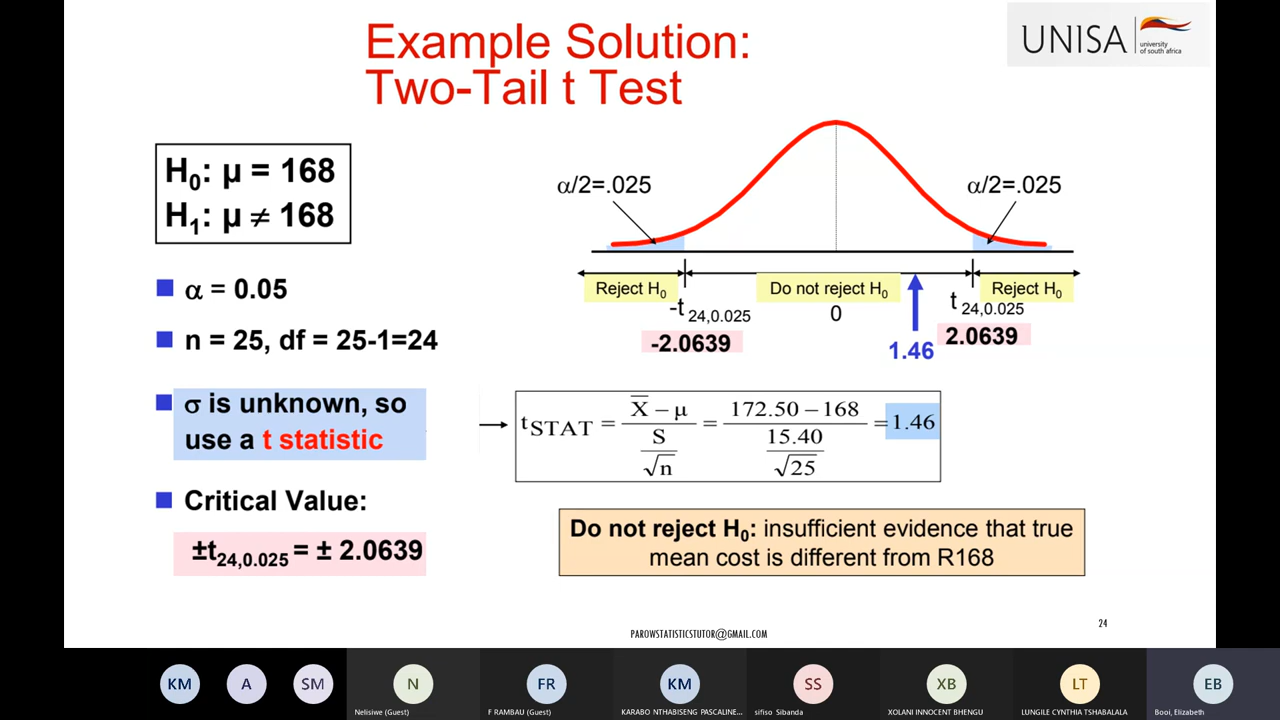 Example Solution:
Two-Tail t Test
UNISA
university
of south africa
H0: μ = 168
H1: μ ≠ 168
α = 0.05
n = 25, df = 25-1=24
σ is unknown, so
use a t statistic
Critical Value:
±t24,0.025 = ± 2.0639
α/2=.025
α/2=.025
Reject H0
Do not reject H0
Reject H0
-t 24,0.025
0
t 24,0.025
-2.0639
1.46
2.0639
tSTAT = (X̄ − μ) / (S / √n) = (172.50 − 168) / (15.40 / √25) = 1.46
Do not reject H0: insufficient evidence that true
mean cost is different from R168
24
PAROWSTATISTICSTUTOR@GMAIL.COM
KM
A
SM
N
Nelisiwe (Guest)
FR
F RAMBAU (Guest)
KM
KARABO NTHABISENG PASCALINE...
SS
sifiso Sibanda
XB
XOLANI INNOCENT BHENGU
LT
LUNGILE CYNTHIA TSHABALALA
EB
Booi, Elizabeth